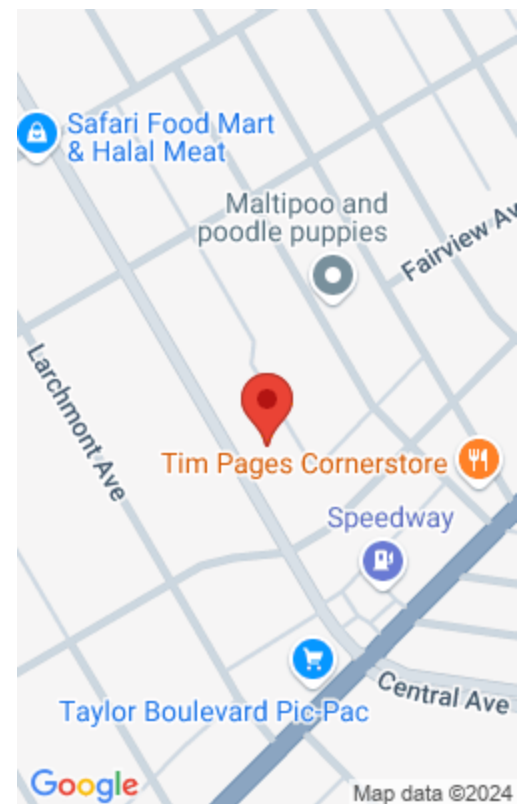 Safari Food Mart
& Halal Meat
Maltipoo and
poodle puppies
Fairview Av
Larchmont Ave
Tim Pages Cornerstore
Speedway
Taylor Boulevard Pic-Pac
Central Ave
Google
Map data ©2024